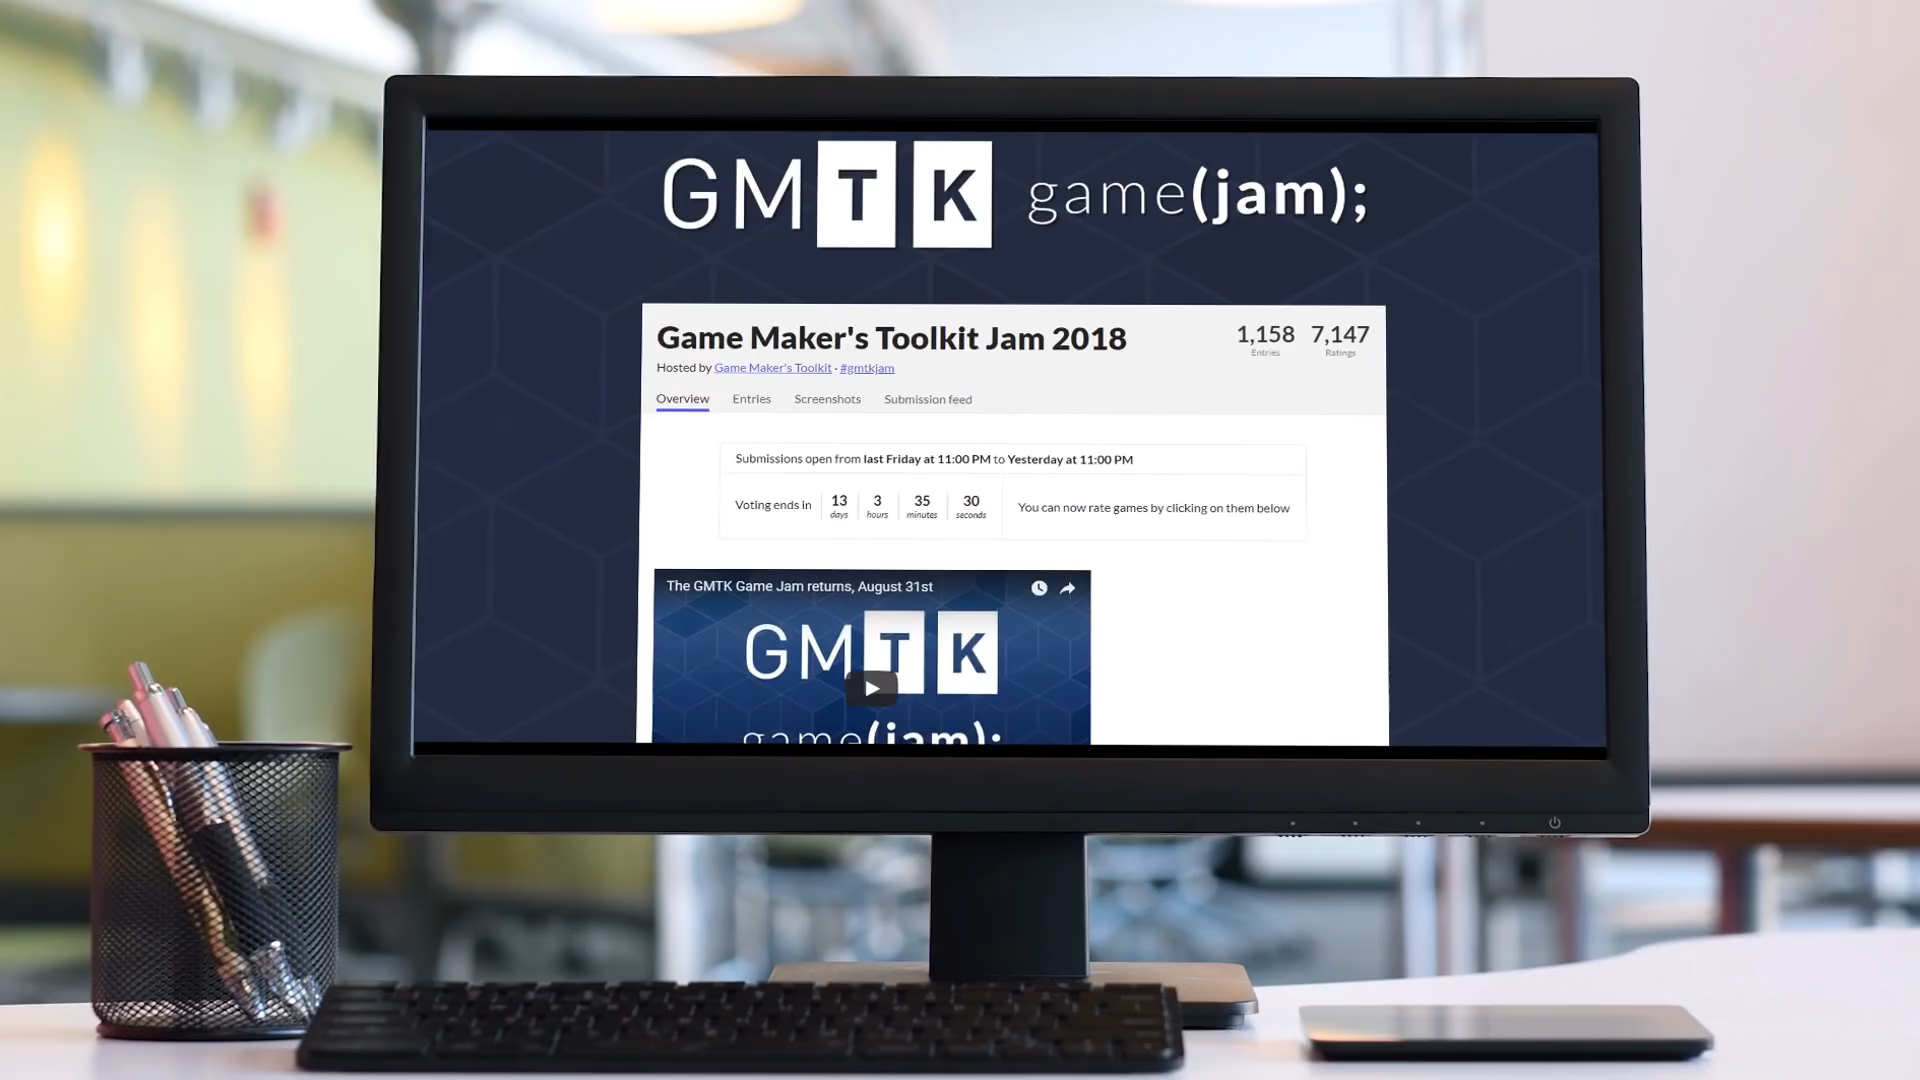 GMTK game(jam);
Game Maker's Toolkit Jam 2018
1,158 7,147
Entries Ratings
Hosted by Game Maker's Toolkit · #gmtkjam
Overview Entries Screenshots Submission feed
Submissions open from last Friday at 11:00 PM to Yesterday at 11:00 PM
Voting ends in 13 3 35 30
days hours minutes seconds
You can now rate games by clicking on them below
The GMTK Game Jam returns, August 31st
GMTK
game(jam);